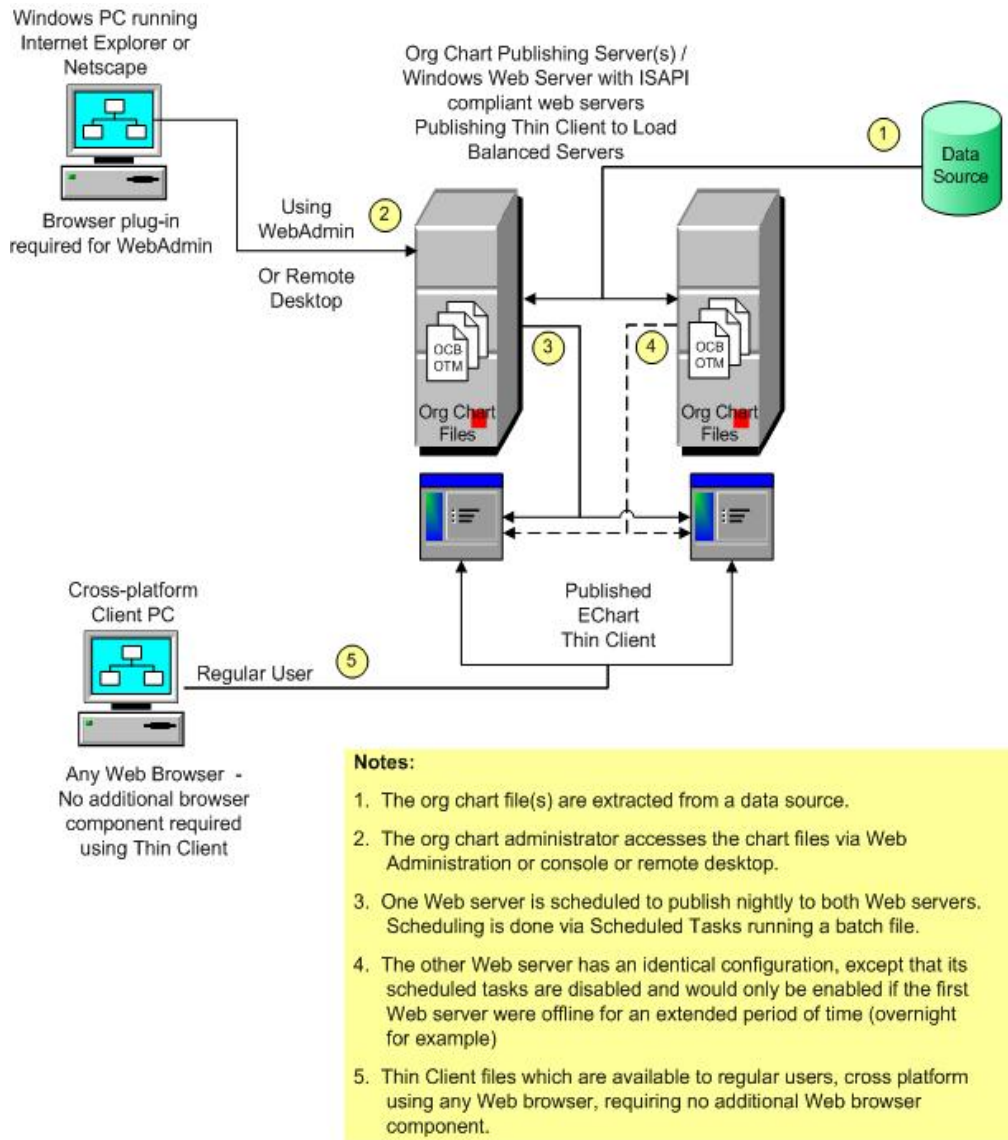 Windows PC running
Internet Explorer or
Netscape
Browser plug-in
required for WebAdmin
Org Chart Publishing Server(s) /
Windows Web Server with ISAPI
compliant web servers
Publishing Thin Client to Load
Balanced Servers
1
Data
Source
Using
WebAdmin
2
Or Remote
Desktop
OCB
OTM
Org Chart
Files
3
4
OCB
OTM
Org Chart
Files
Published
EChart
Thin Client
Cross-platform
Client PC
Regular User
5
Any Web Browser -
No additional browser
component required
using Thin Client
Notes:
1. The org chart file(s) are extracted from a data source.
2. The org chart administrator accesses the chart files via Web
Administration or console or remote desktop.
3. One Web server is scheduled to publish nightly to both Web servers.
Scheduling is done via Scheduled Tasks running a batch file.
4. The other Web server has an identical configuration, except that its
scheduled tasks are disabled and would only be enabled if the first
Web server were offline for an extended period of time (overnight
for example)
5. Thin Client files which are available to regular users, cross platform
using any Web browser, requiring no additional Web browser
component.